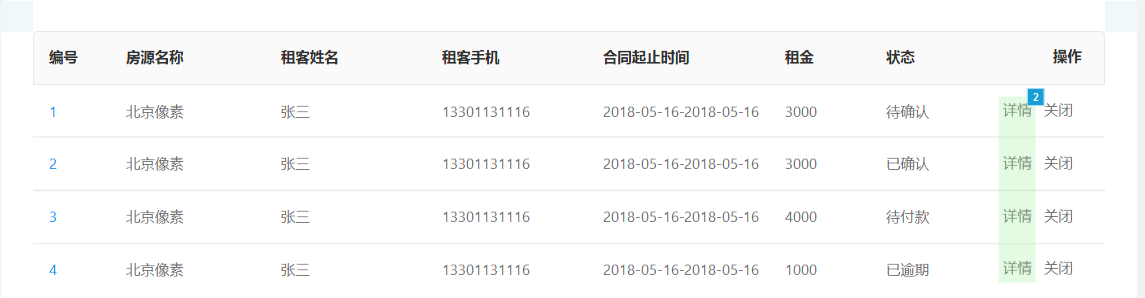 编号 房源名称 租客姓名 租客手机 合同起止时间 租金 状态 操作
2
1 北京像素 张三 13301131116 2018-05-16-2018-05-16 3000 待确认 详情 关闭
2 北京像素 张三 13301131116 2018-05-16-2018-05-16 3000 已确认 详情 关闭
3 北京像素 张三 13301131116 2018-05-16-2018-05-16 4000 待付款 详情 关闭
4 北京像素 张三 13301131116 2018-05-16-2018-05-16 1000 已逾期 详情 关闭